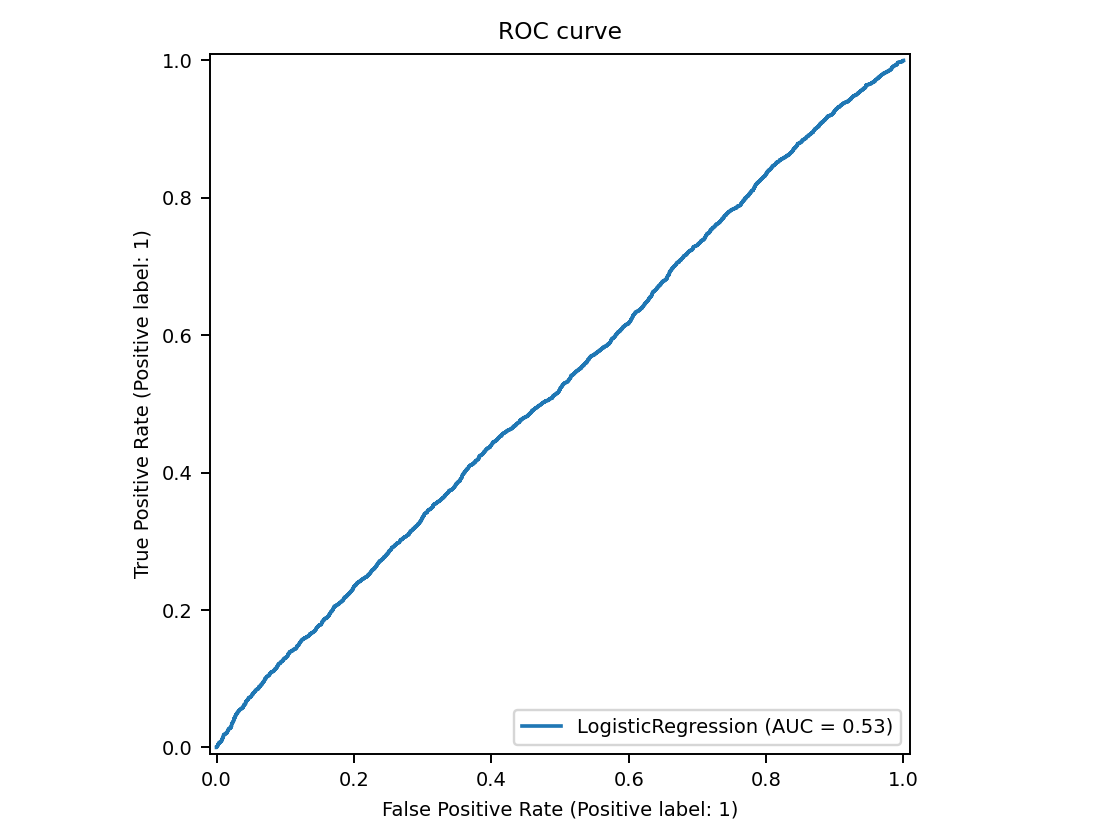 ROC curve
1.0
0.8
0.6
0.4
0.2
0.0
True Positive Rate (Positive label: 1)
LogisticRegression (AUC = 0.53)
0.0 0.2 0.4 0.6 0.8 1.0
False Positive Rate (Positive label: 1)